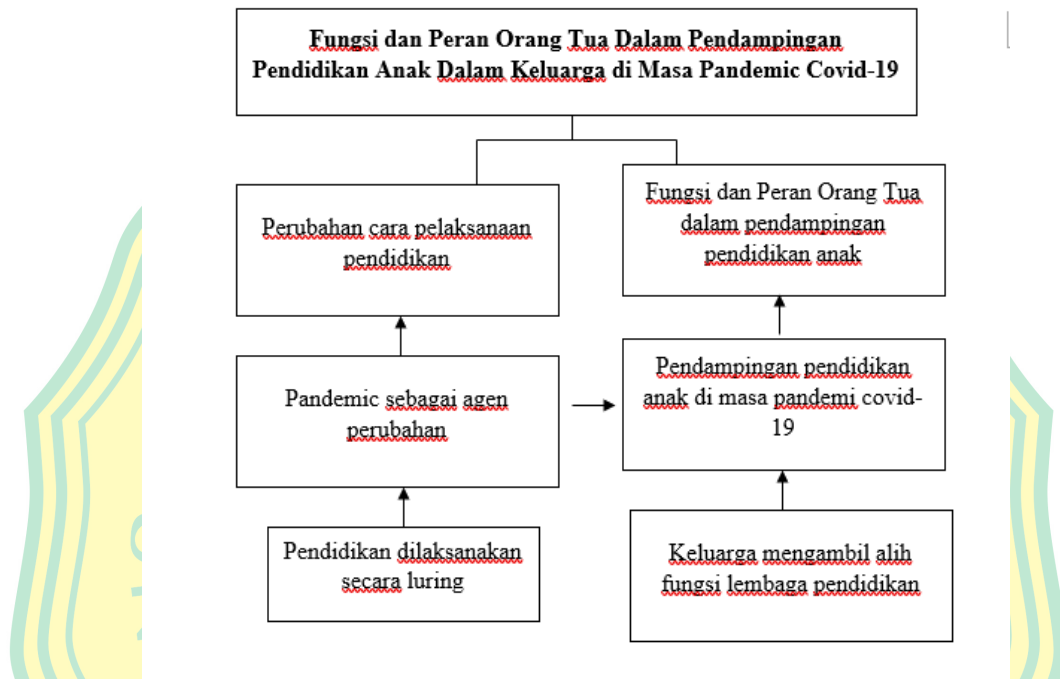 Fungsi dan Peran Orang Tua Dalam Pendampingan
Pendidikan Anak Dalam Keluarga di Masa Pandemic Covid-19
Perubahan cara pelaksanaan
pendidikan
Fungsi dan Peran Orang Tua
dalam pendampingan
pendidikan anak
Pandemic sebagai agen
perubahan
Pendampingan pendidikan
anak di masa pandemi covid-
19
Pendidikan dilaksanakan
secara luring
Keluarga mengambil alih
fungsi lembaga pendidikan